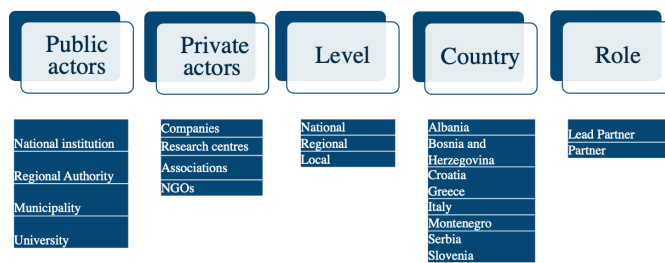 Public
actors
Private
actors
Level
Country
Role
National institution
Regional Authority
Municipality
University
Companies
Research centres
Associations
NGOs
National
Regional
Local
Albania
Bosnia and
Herzegovina
Croatia
Greece
Italy
Montenegro
Serbia
Slovenia
Lead Partner
Partner